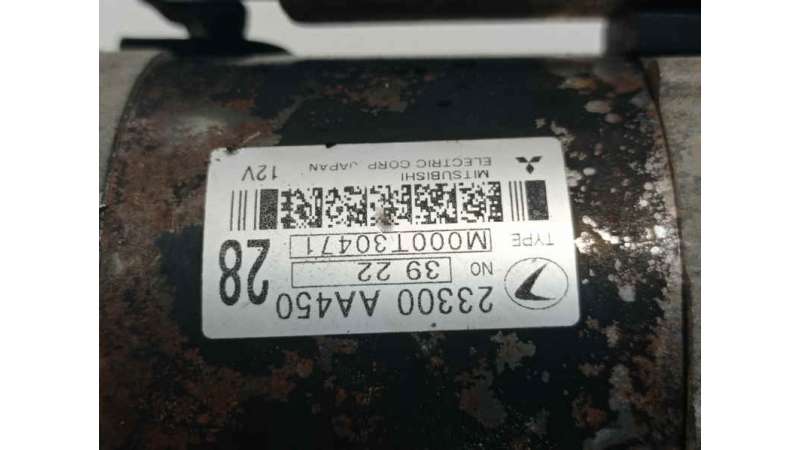 23300 AA450
NO 39 22
28
TYPE M000T30471
MITSUBISHI
ELECTRIC CORP. JAPAN
12V